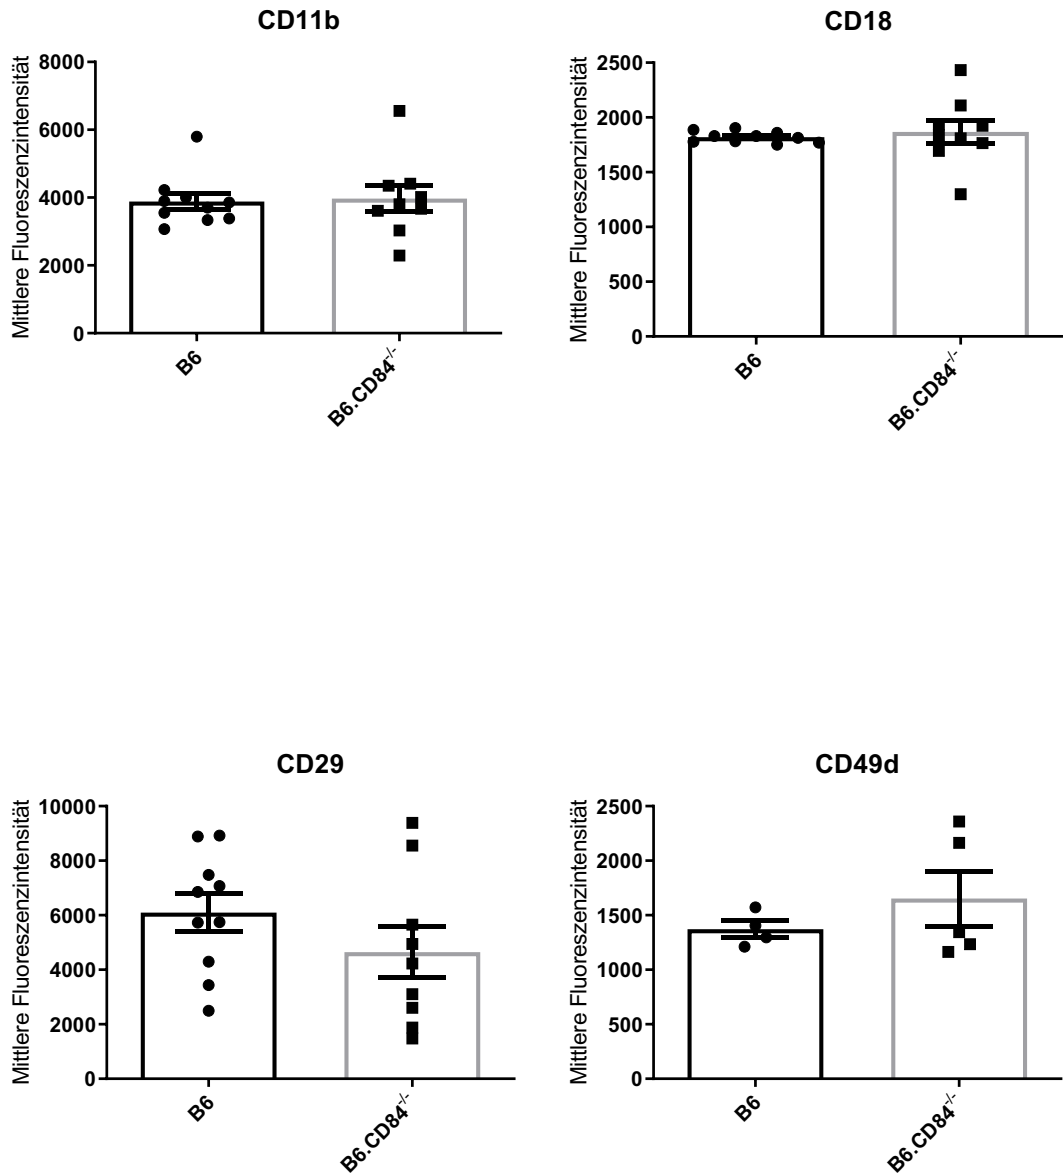 CD11b
Mittlere Fluoreszenzintensität
8000
6000
4000
2000
0
B6
B6.CD84-/-
CD18
Mittlere Fluoreszenzintensität
2500
2000
1500
1000
500
0
B6
B6.CD84-/-
CD29
Mittlere Fluoreszenzintensität
10000
8000
6000
4000
2000
0
B6
B6.CD84-/-
CD49d
Mittlere Fluoreszenzintensität
2500
2000
1500
1000
500
0
B6
B6.CD84-/-